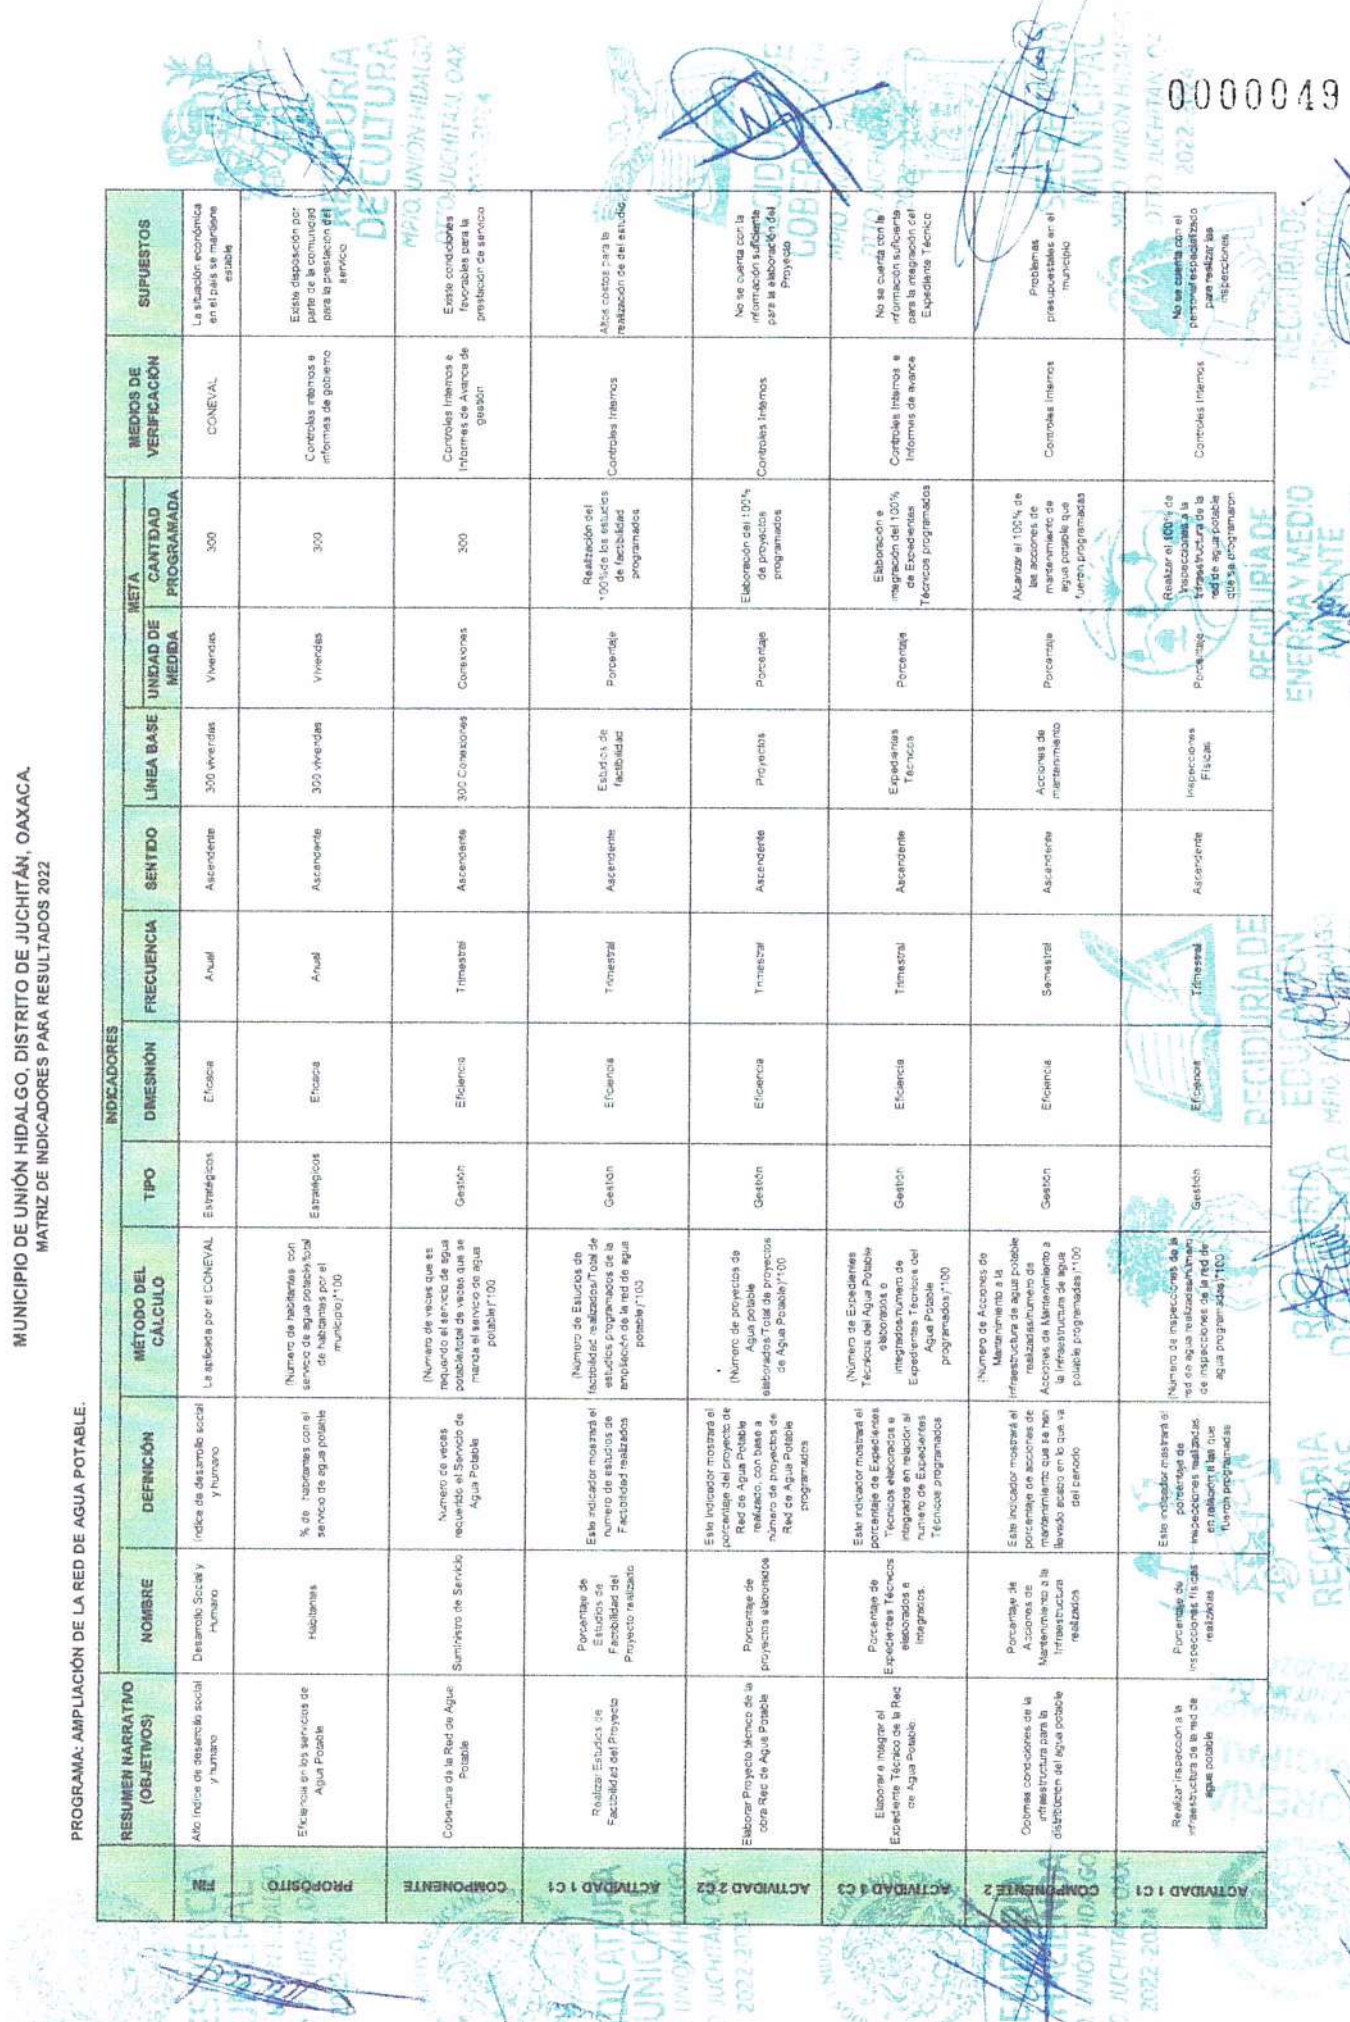 MUNICIPIO DE UNIÓN HIDALGO, DISTRITO DE JUCHITÁN, OAXACA.
MATRIZ DE INDICADORES PARA RESULTADOS 2022
PROGRAMA: AMPLIACIÓN DE LA RED DE AGUA POTABLE.
0000049
RESUMEN NARRATIVO
(OBJETIVOS)
INDICADORES
NOMBRE
DEFINICIÓN
MÉTODO DEL
CÁLCULO
TIPO
DIMESNIÓN
FRECUENCIA
SENTIDO
LÍNEA BASE
META
UNIDAD DE
MEDIDA
CANTIDAD
PROGRAMADA
MEDIOS DE
VERIFICACIÓN
SUPUESTOS
FIN
Alto índice de desarrollo social
y humano
Desarrollo Social y
Humano
Indice de desarrollo social
y humano
La aplicada por el CONEVAL
Estratégicos
Eficacia
Anual
Ascendente
300 viviendas
Viviendas
300
CONEVAL
La situación económica
en el país se mantiene
estable
PROPÓSITO
Eficiencia en los servicios de
Agua Potable
Habitantes
% de habitantes con el
servicio de agua potable
(Número de habitantes con
servicio de agua potable/total
de habitantes por el
municipio)*100
Estratégicos
Eficacia
Anual
Ascendente
300 viviendas
Viviendas
300
Controles internos e
informes de gobierno
Existe disposición por
parte de la comunidad
para la prestación del
servicio
COMPONENTE
Cobertura de la Red de Agua
Potable
Suministro de Servicio
Número de veces
requerido el Servicio de
Agua Potable
(Número de veces que es
requerido el servicio de agua
potable/total de veces que se
manda el servicio de agua
potable)*100
Gestión
Eficiencia
Trimestral
Ascendente
300 Conexiones
Conexiones
300
Controles Internos e
Informes de Avance de
gestión
Existe condiciones
favorables para la
prestación de servicio
ACTIVIDAD 1 C1
Realizar Estudios de
Factibilidad del Proyecto
Porcentaje de
Estudios de
Factibilidad del
Proyecto realizado
Este indicador mostrará el
numero de estudios de
Factibilidad realizados
(Número de Estudios de
factibilidad realizados/Total de
estudios programados de la
ampliación de la red de agua
potable)*100
Gestión
Eficiencia
Trimestral
Ascendente
Estudios de
factibilidad
Porcentaje
Realización del
100% de los estudios
de factibilidad
programados
Controles Internos
Altos costos para la
realización de del estudio
ACTIVIDAD 2 C2
Elaborar Proyecto técnico de la
obra Red de Agua Potable
Porcentaje de
proyectos elaborados
Este Indicador mostrará el
porcentaje del proyecto de
Red de Agua Potable
realizado, con base a
número de proyectos de
Red de Agua Potable
programados
(Número de proyectos de
Agua potable
elaborados/Total de proyectos
de Agua Potable)*100
Gestión
Eficiencia
Trimestral
Ascendente
Proyectos
Porcentaje
Elaboración del 100%
de proyectos
programados
Controles Internos
No se cuenta con la
información suficiente
para la elaboración del
Proyecto
ACTIVIDAD 3 C3
Elaborar e integrar el
Expediente Técnico de la Red
de Agua Potable
Porcentaje de
Expedientes Técnicos
elaborados e
Integrados.
Este indicador mostrará el
porcentaje de Expedientes
Técnicos elaborados e
integrados en relación al
numero de Expedientes
Técnicos programados
(Número de Expedientes
Técnicos del Agua Potable
elaborados e
integrados/numero de
Expedientes Técnicos del
Agua Potable
programados)*100
Gestión
Eficiencia
Trimestral
Ascendente
Expedientes
Técnicos
Porcentaje
Elaboración e
integración del 100%
de Expedientes
Técnicos programados
Controles Internos e
Informes de avance
No se cuenta con la
información suficiente
para la integración del
Expediente Técnico
COMPONENTE 2
Optimas condiciones de la
infraestructura para la
distribución del agua potable
Porcentaje de
Acciones de
Mantenimiento a la
Infraestructura
realizados
Este indicador mostrará el
porcentaje de acciones de
mantenimiento que se han
llevado acabo en lo que va
del periodo
(Número de Acciones de
Mantenimiento a la
infraestructura de agua potable
realizadas/numero de
Acciones de Mantenimiento a
la Infraestructura de agua
potable programadas)*100
Gestión
Eficiencia
Semestral
Ascendente
Acciones de
mantenimiento
Porcentaje
Alcanzar el 100% de
las acciones de
mantenimiento de
agua potable que
fueron programadas
Controles Internos
Problemas
presupuestales en el
municipio
ACTIVIDAD 1 C1
Realizar inspección a la
infraestructura de la red de
agua potable
Porcentaje de
inspecciones físicas
realizadas
Este indicador mostrará el
porcentaje de
inspecciones realizadas
en relación a las que
fueron programadas
(Número de inspecciones de la
red de agua realizadas/número
de inspecciones de la red de
agua programadas)*100
Gestión
Eficiencia
Trimestral
Ascendente
Inspecciones
Físicas
Porcentaje
Realizar el 100% de
Inspecciones a la
Infraestructura de la
red de agua potable
que se programaron
Controles Internos
No se cuenta con el
personal especializado
para realizar las
inspecciones
REGIDURÍA
DE CULTURA
MPIO. UNIÓN HIDALGO
MUNICIPAL
REGIDURIA DE
ENERGIA Y MEDIO
AMBIENTE
REGIDURÍA DE
EDUCACIÓN
REGIDURIA